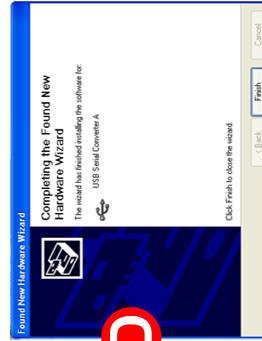 Found New Hardware Wizard
Completing the Found New
Hardware Wizard
The wizard has finished installing the software for:
USB Serial Converter A
Click Finish to close the wizard.
< Back
Finish
Cancel